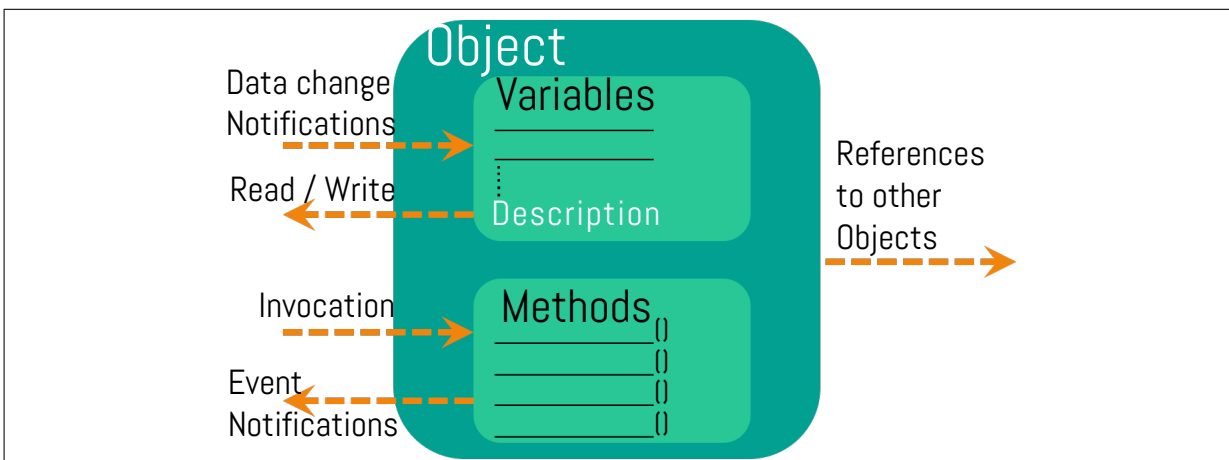 Object
Data change
Notifications
Variables
Read / Write
Description
References
to other
Objects
Invocation
Methods
()
()
()
()
Event
Notifications